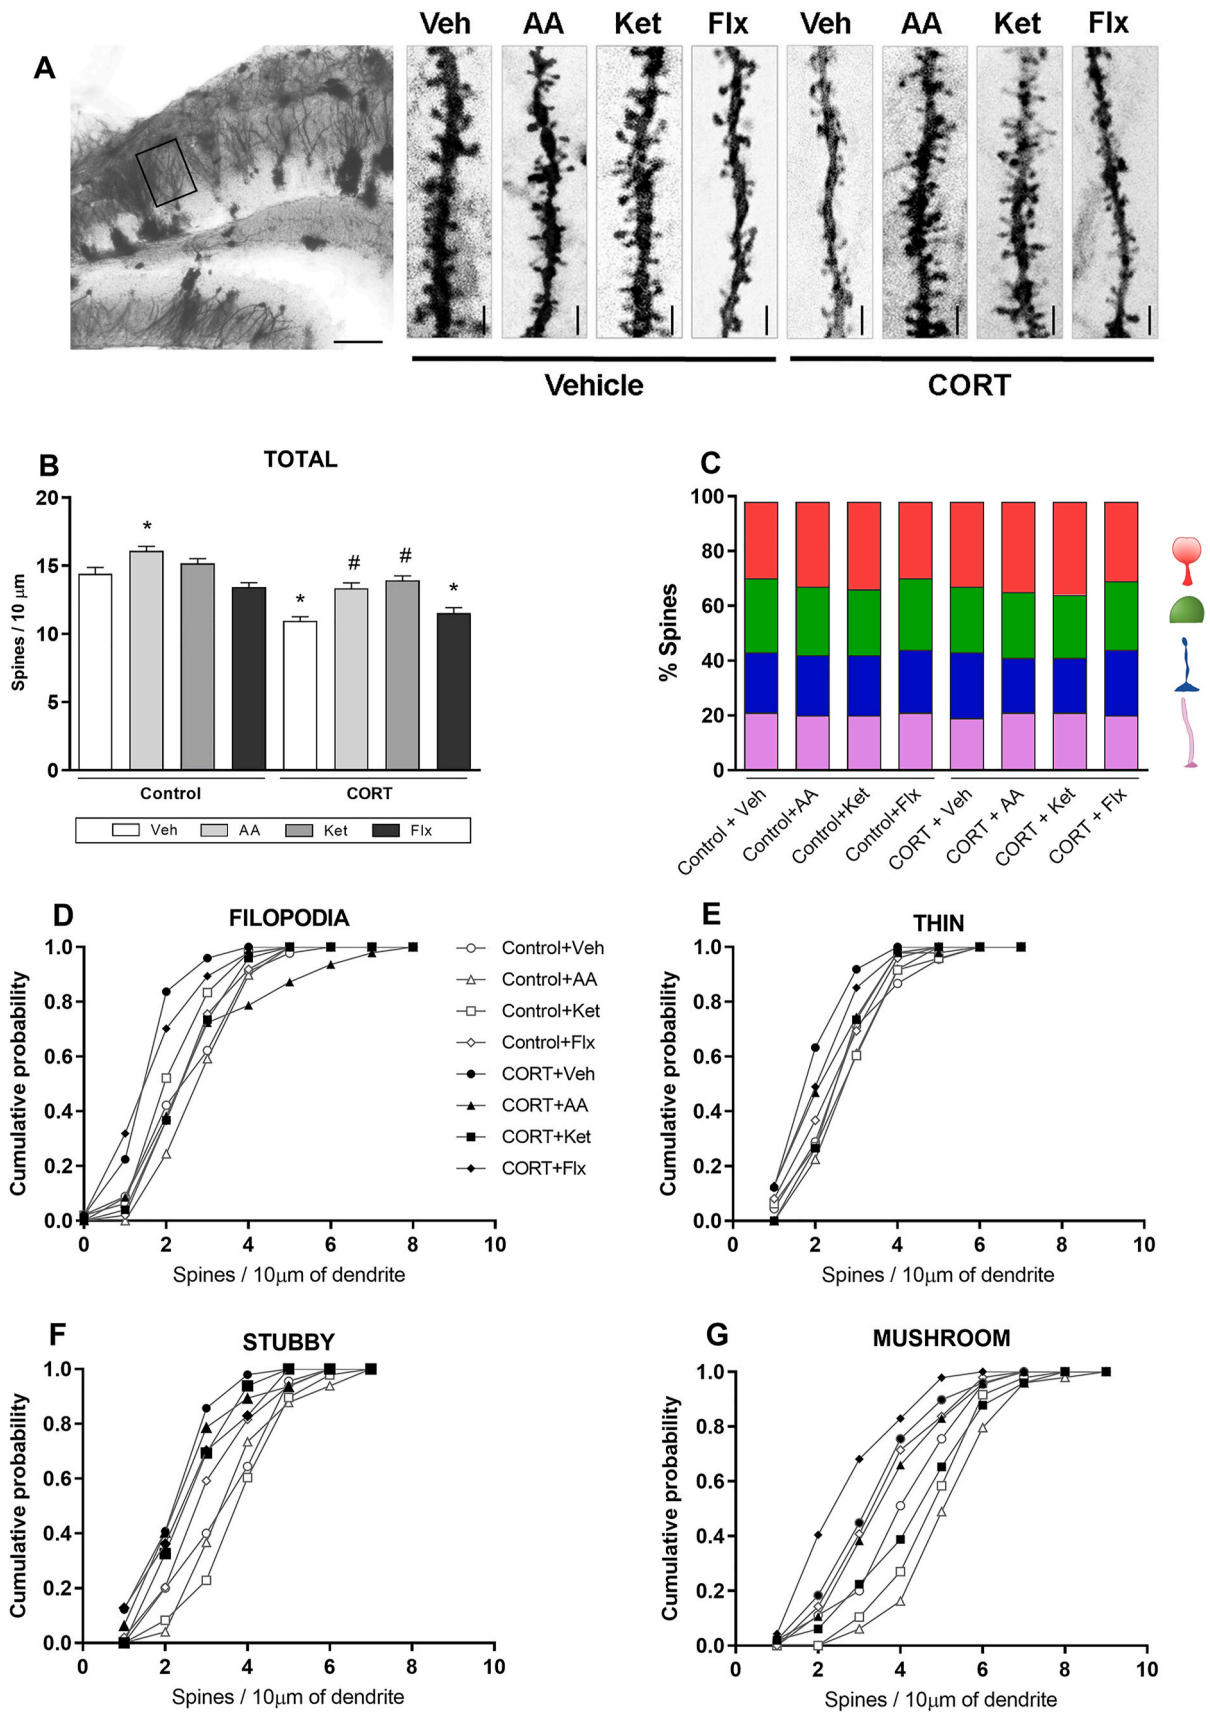 A
Veh AA Ket Flx Veh AA Ket Flx
Vehicle CORT
B
TOTAL
Spines / 10 μm
20
15
10
5
0
* * # # *
Control CORT
Veh AA Ket Flx
C
% Spines
100
80
60
40
20
0
Control + Veh
Control+AA
Control+Ket
Control+Flx
CORT + Veh
CORT + AA
CORT + Ket
CORT + Flx
D
FILOPODIA
Cumulative probability
1.0
0.8
0.6
0.4
0.2
0.0
0 2 4 6 8 10
Spines / 10μm of dendrite
Control+Veh
Control+AA
Control+Ket
Control+Flx
CORT+Veh
CORT+AA
CORT+Ket
CORT+Flx
E
THIN
Cumulative probability
1.0
0.8
0.6
0.4
0.2
0.0
0 2 4 6 8 10
Spines / 10μm of dendrite
F
STUBBY
Cumulative probability
1.0
0.8
0.6
0.4
0.2
0.0
0 2 4 6 8 10
Spines / 10μm of dendrite
G
MUSHROOM
Cumulative probability
1.0
0.8
0.6
0.4
0.2
0.0
0 2 4 6 8 10
Spines / 10μm of dendrite